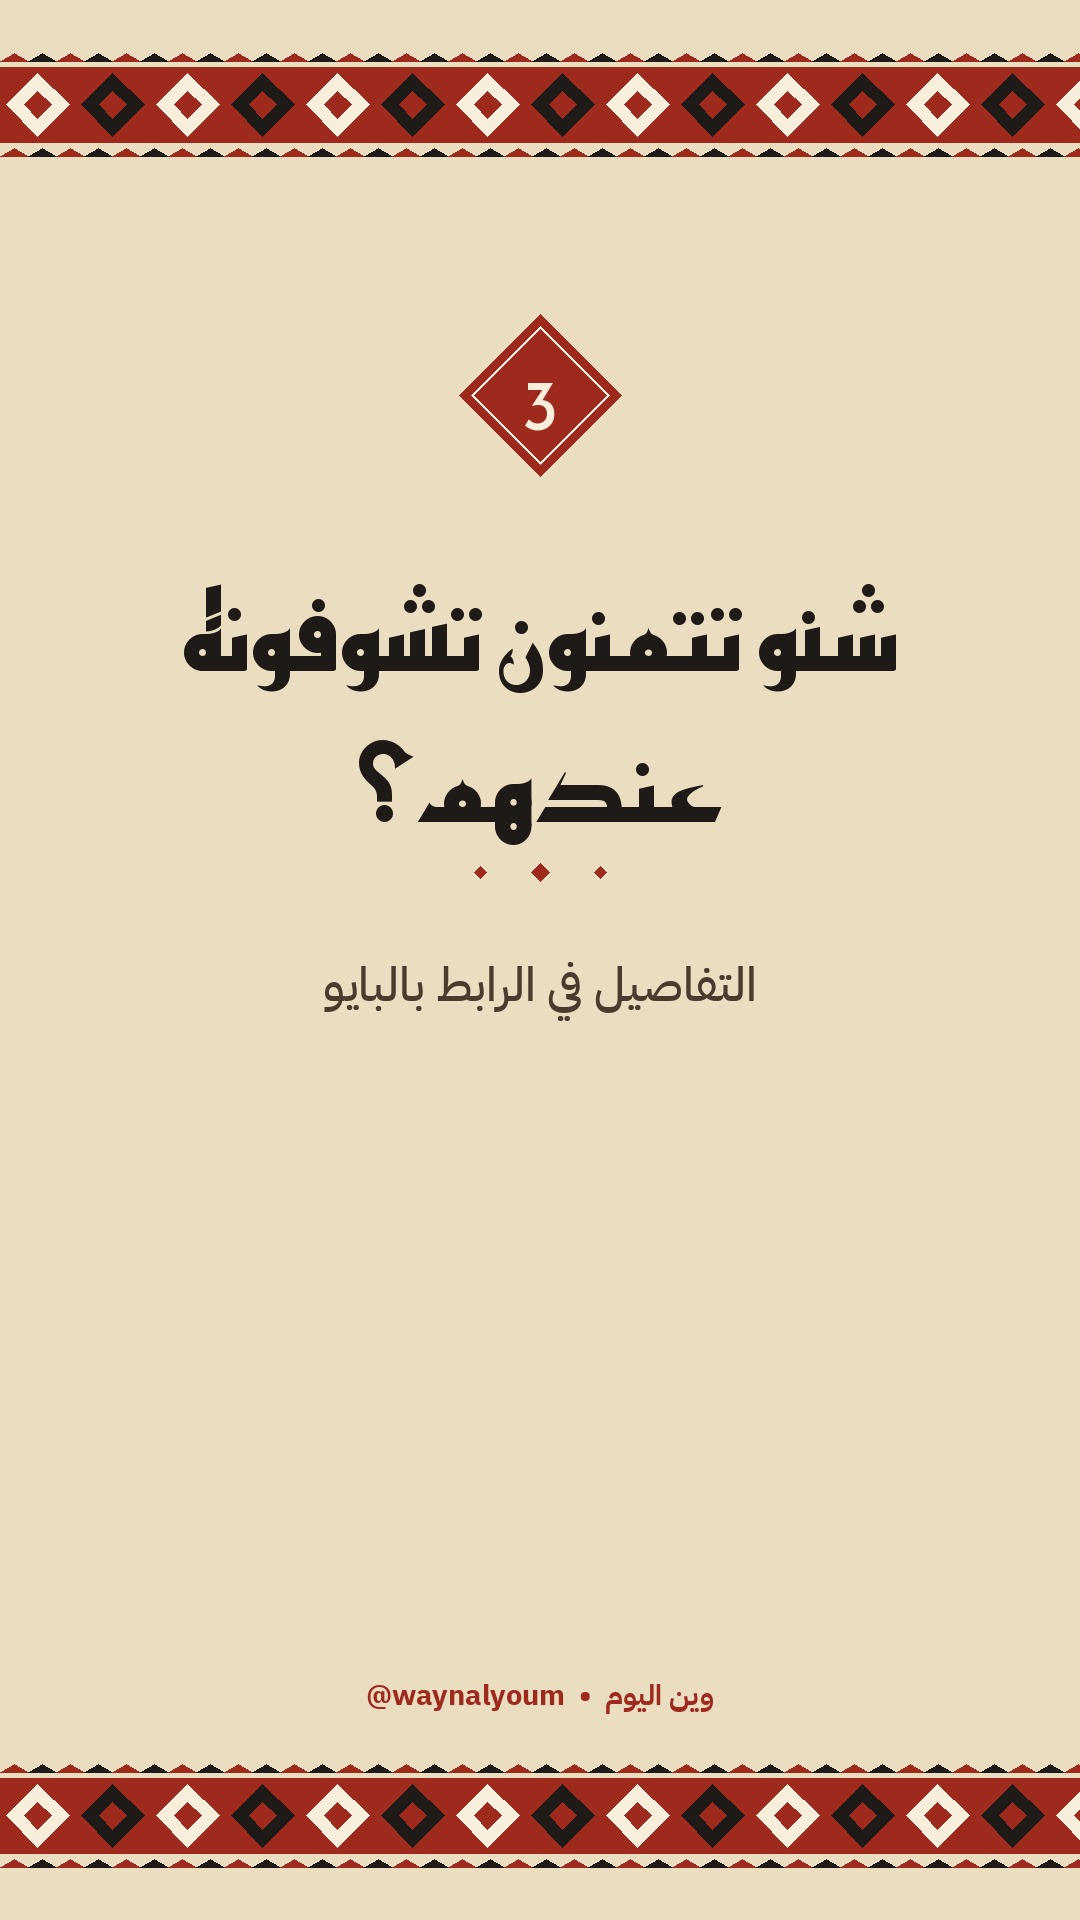 3
شنو تتمنون تشوفونه
عندهم؟
التفاصيل في الرابط بالبايو
وين اليوم • @waynalyoum